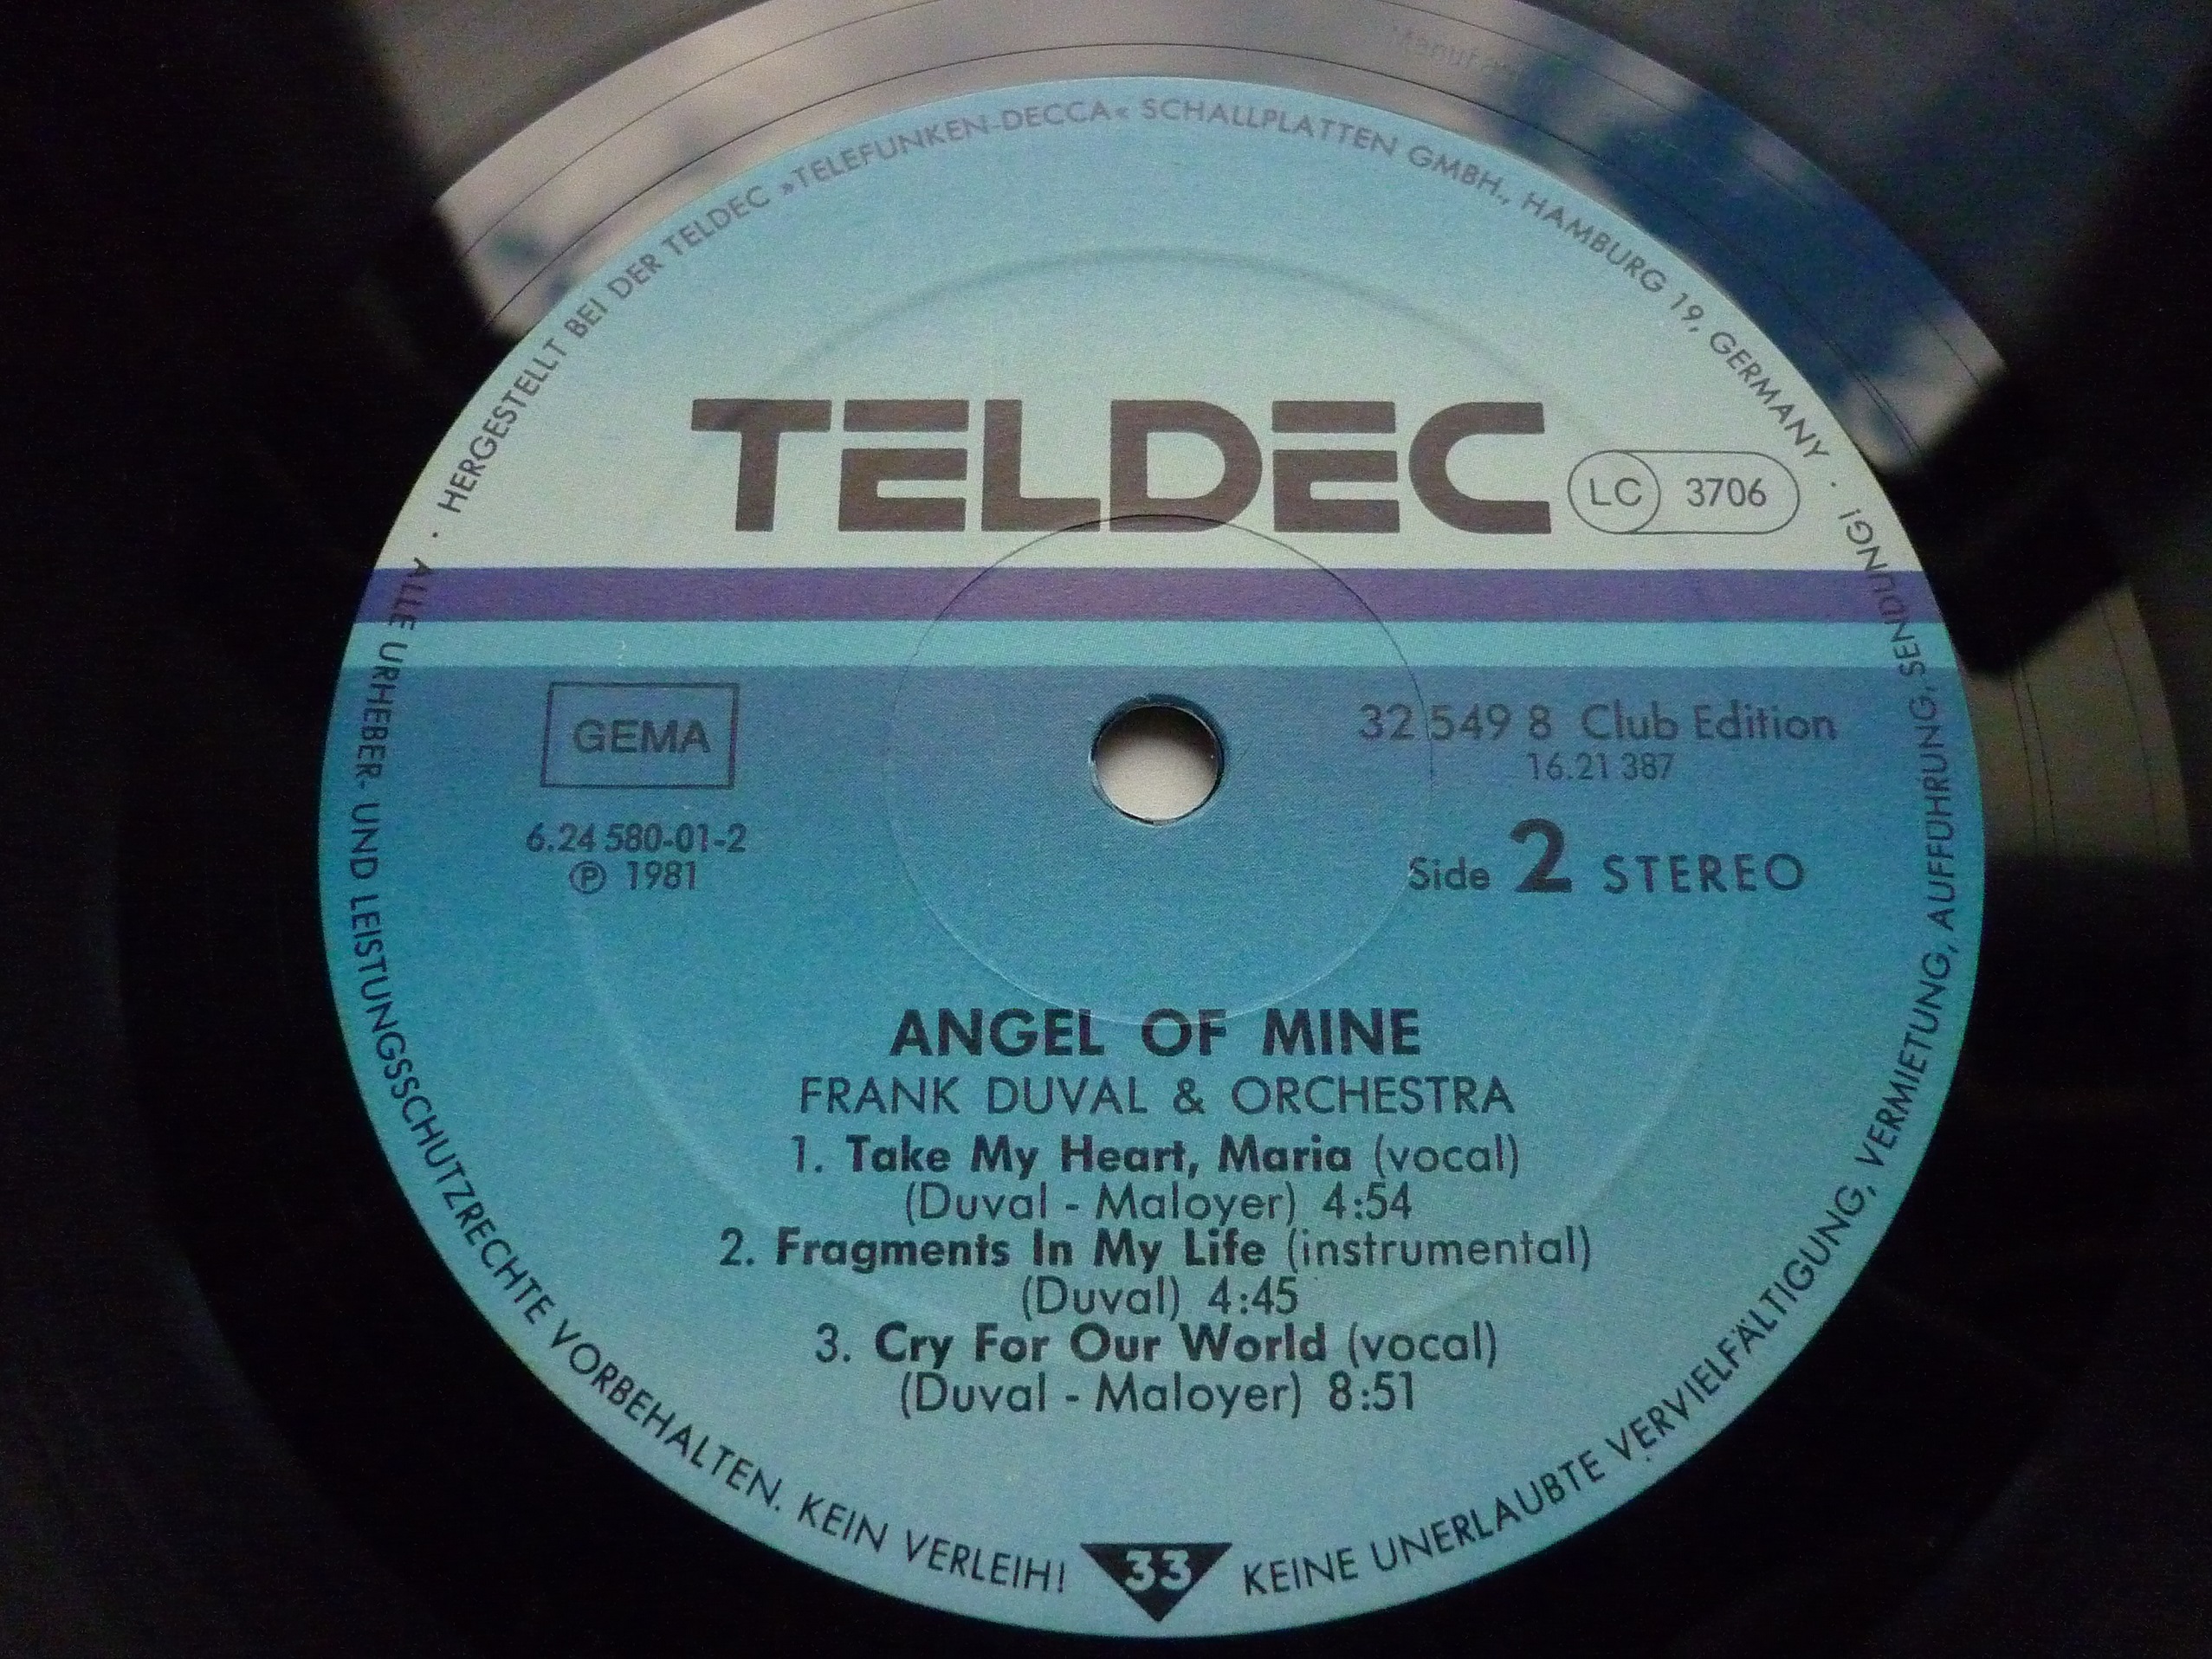 HERGESTELLT BEI DER TELDEC »TELEFUNKEN-DECCA« SCHALLPLATTEN GMBH., HAMBURG 19, GERMANY ·
TELDEC
LC 3706
GEMA
32 549 8 Club Edition
16.21 387
6.24 580-01-2
Ⓟ 1981
Side 2 STEREO
ANGEL OF MINE
FRANK DUVAL & ORCHESTRA
1. Take My Heart, Maria (vocal)
(Duval - Maloyer) 4:54
2. Fragments In My Life (instrumental)
(Duval) 4:45
3. Cry For Our World (vocal)
(Duval - Maloyer) 8:51
· ALLE URHEBER- UND LEISTUNGSSCHUTZRECHTE VORBEHALTEN. KEIN VERLEIH!
33
KEINE UNERLAUBTE VERVIELFÄLTIGUNG, VERMIETUNG, AUFFÜHRUNG, SENDUNG!